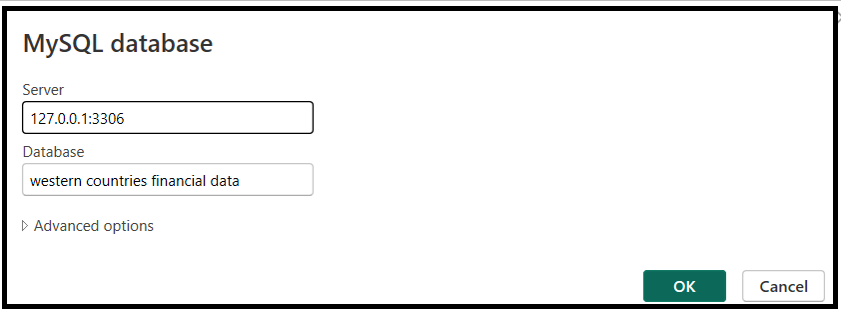 MySQL database
Server
127.0.0.1:3306
Database
western countries financial data
Advanced options
OK Cancel